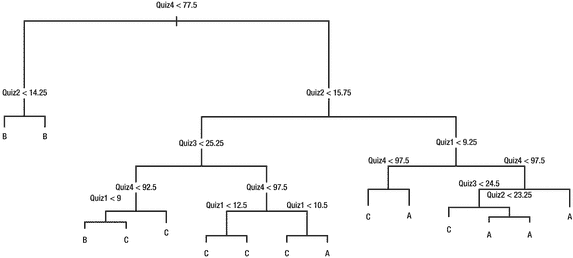 Quiz4 < 77.5
Quiz2 < 14.25
Quiz2 < 15.75
B B
Quiz3 < 25.25
Quiz1 < 9.25
Quiz4 < 97.5
Quiz4 < 97.5
Quiz4 < 92.5
Quiz4 < 97.5
Quiz3 < 24.5
Quiz1 < 9
Quiz2 < 23.25
Quiz1 < 12.5
Quiz1 < 10.5
C A
C
A
C
A A
B C
C C
C A